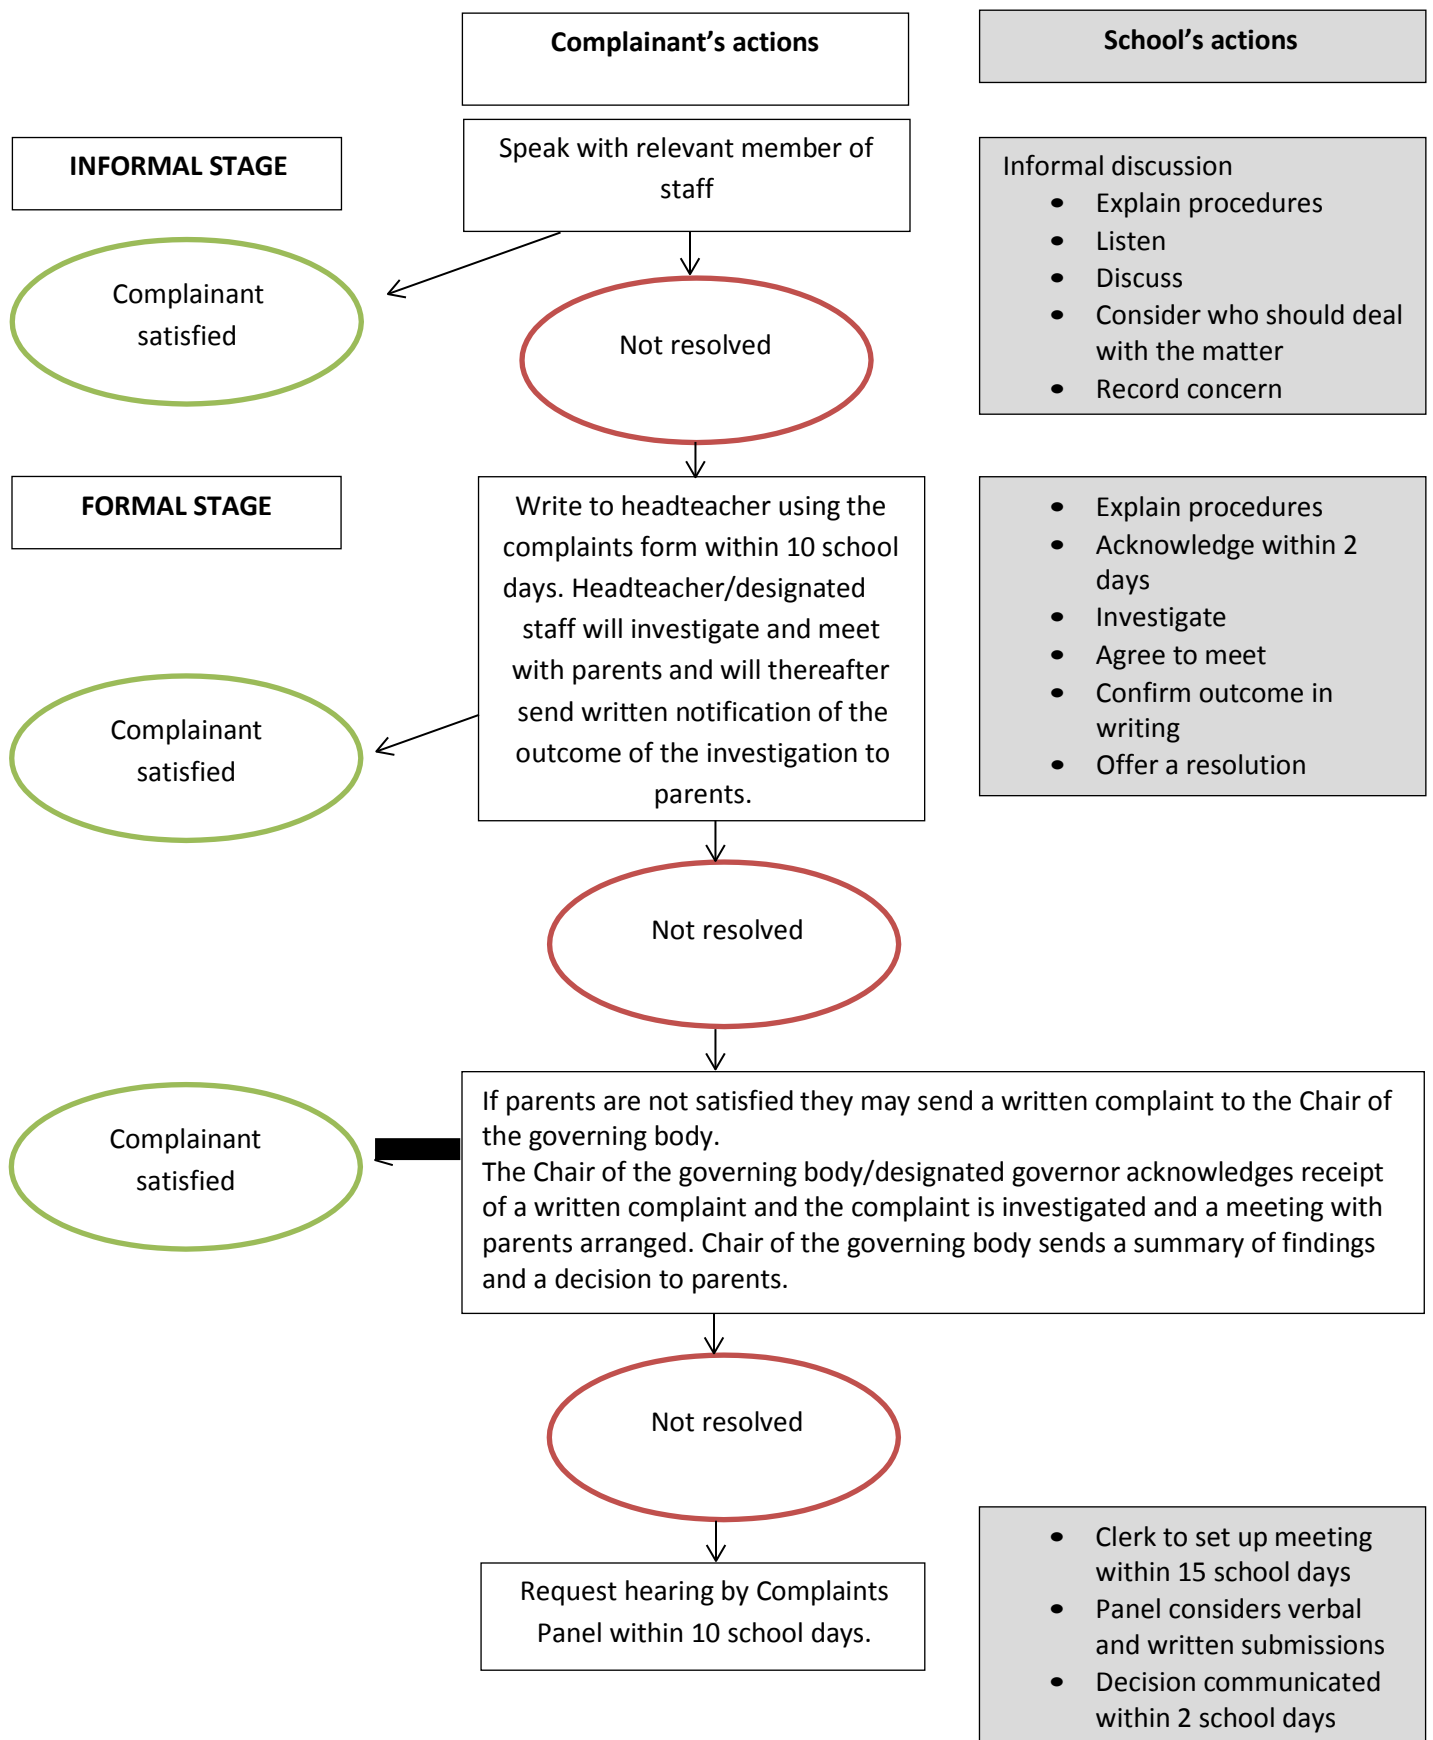 Complainant’s actions
School’s actions
INFORMAL STAGE
Speak with relevant member of
staff
Informal discussion
• Explain procedures
• Listen
• Discuss
• Consider who should deal
with the matter
• Record concern
Complainant
satisfied
Not resolved
FORMAL STAGE
Write to headteacher using the
complaints form within 10 school
days. Headteacher/designated
staff will investigate and meet
with parents and will thereafter
send written notification of the
outcome of the investigation to
parents.
• Explain procedures
• Acknowledge within 2
days
• Investigate
• Agree to meet
• Confirm outcome in
writing
• Offer a resolution
Complainant
satisfied
Not resolved
If parents are not satisfied they may send a written complaint to the Chair of
the governing body.
The Chair of the governing body/designated governor acknowledges receipt
of a written complaint and the complaint is investigated and a meeting with
parents arranged. Chair of the governing body sends a summary of findings
and a decision to parents.
Complainant
satisfied
Not resolved
Request hearing by Complaints
Panel within 10 school days.
• Clerk to set up meeting
within 15 school days
• Panel considers verbal
and written submissions
• Decision communicated
within 2 school days